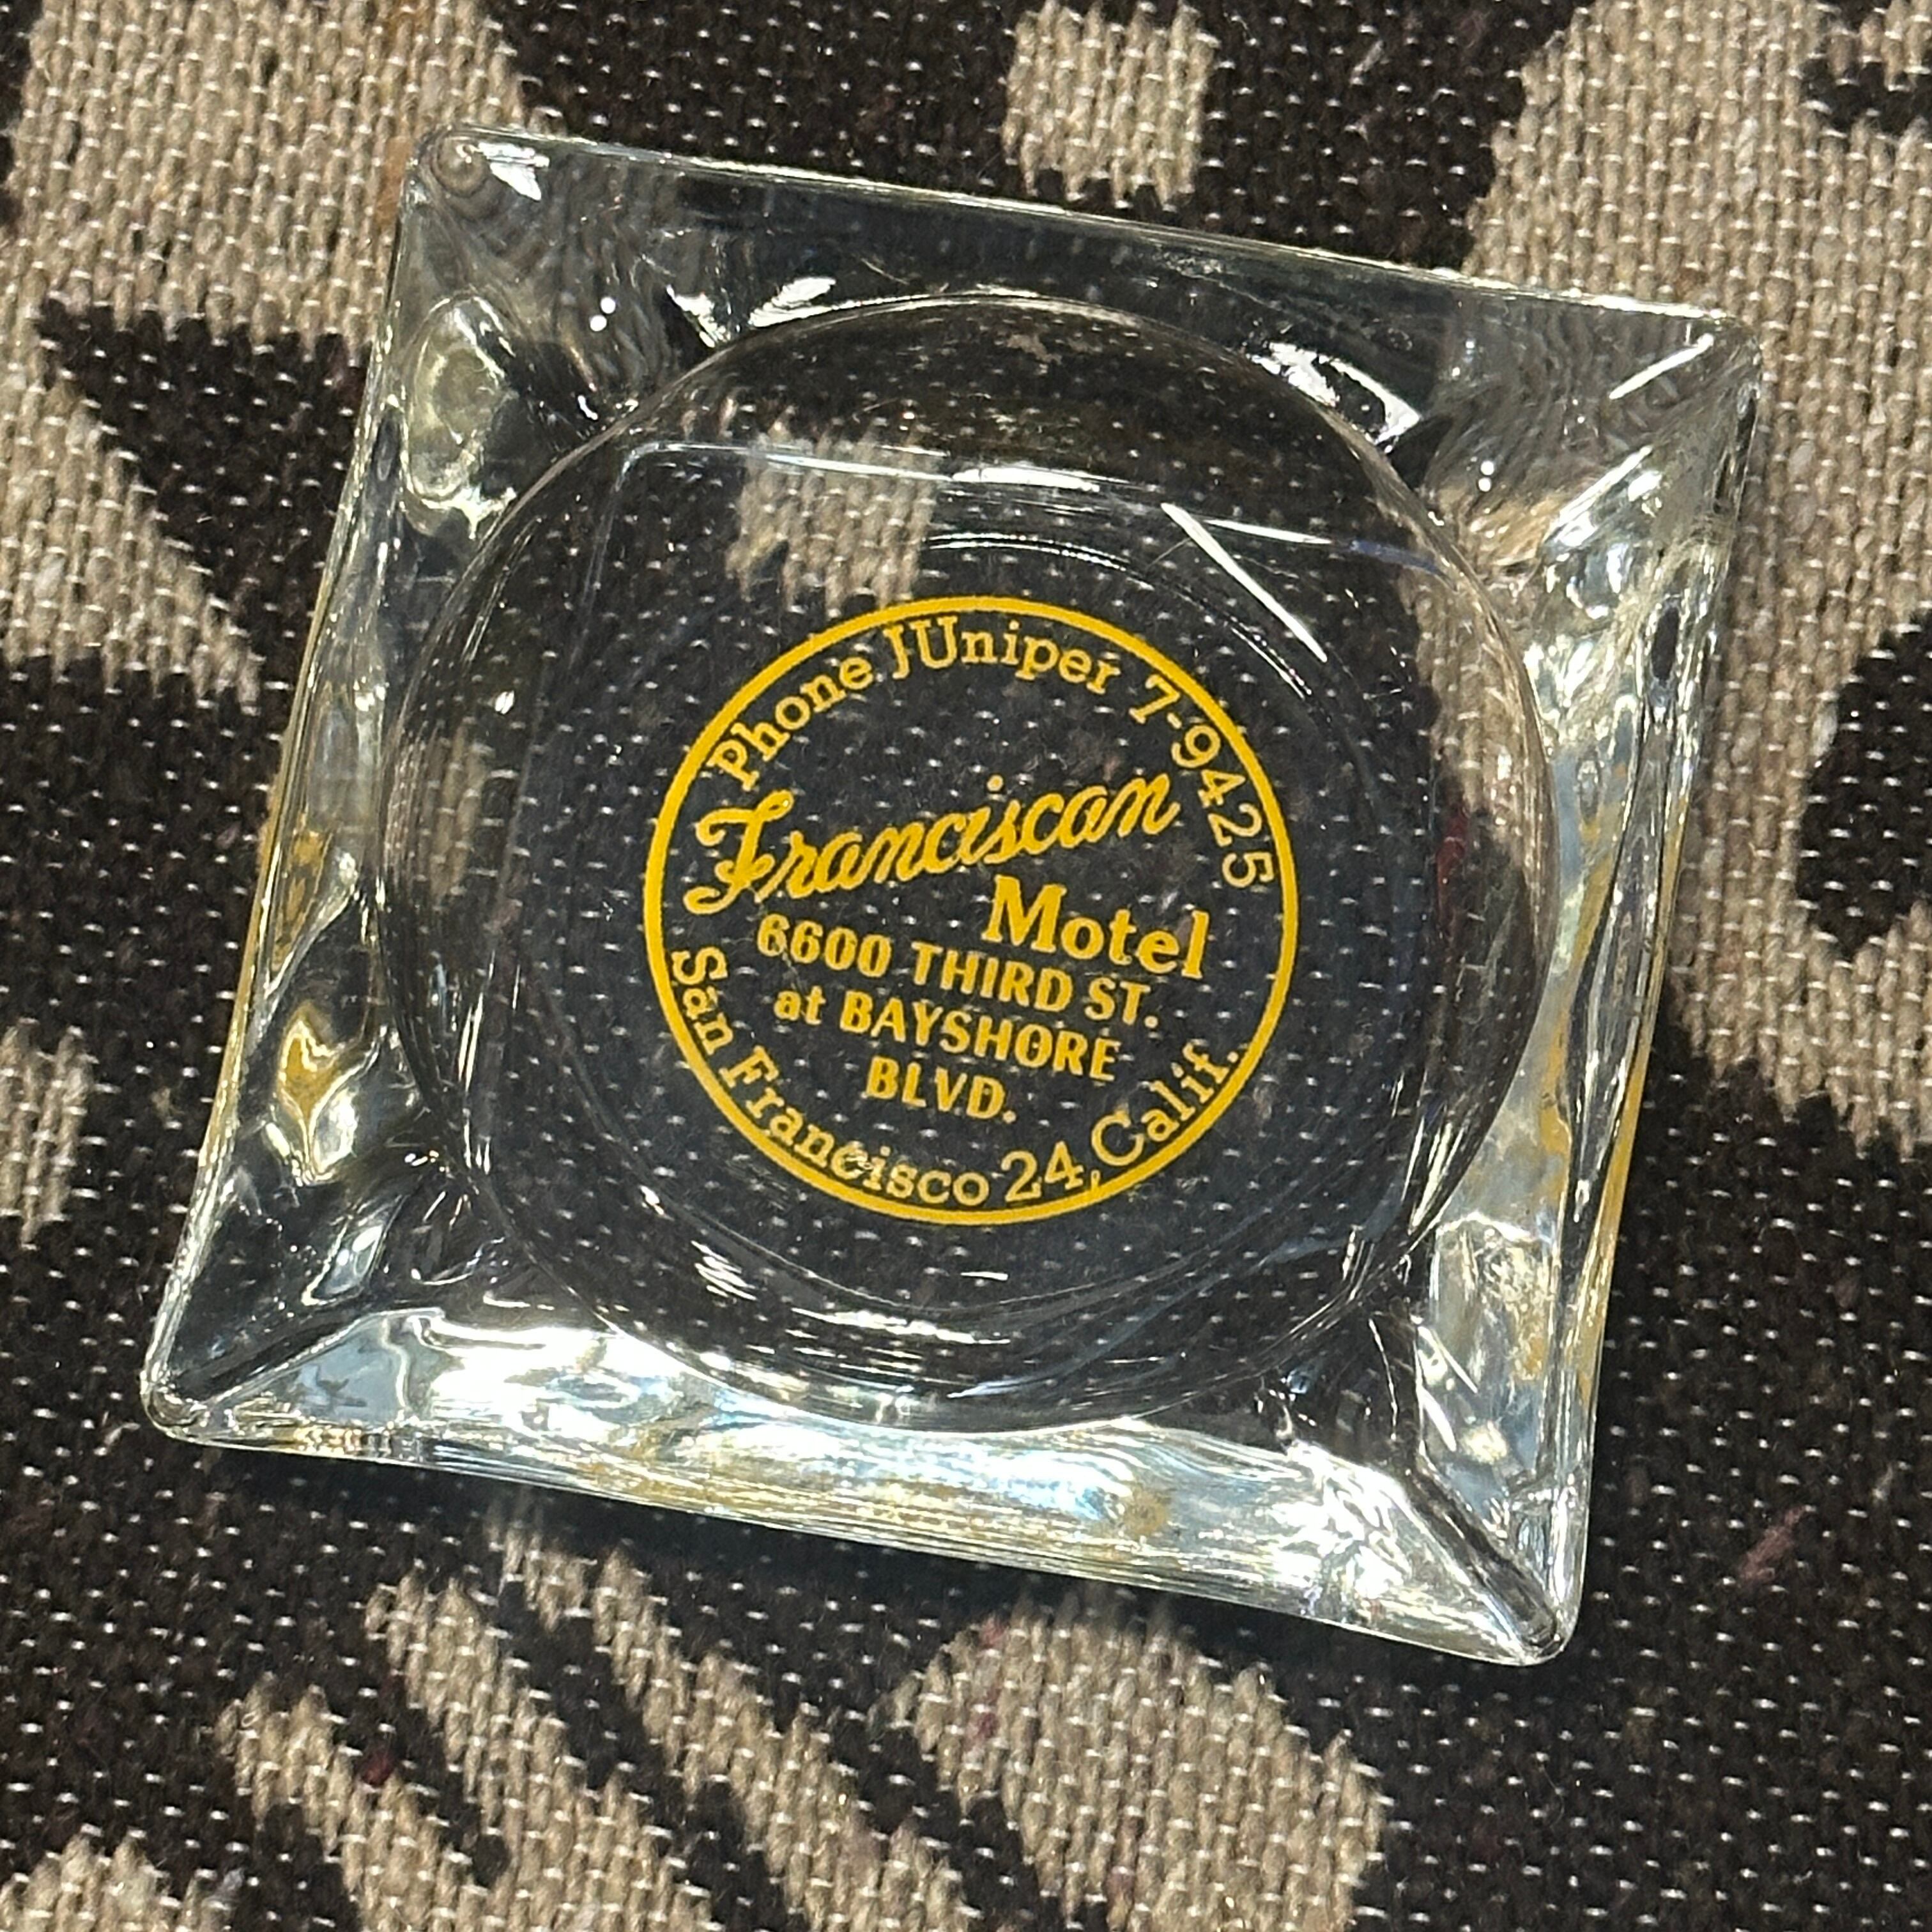 Phone JUniper 7-9425
Franciscan
Motel
6600 THIRD ST.
at BAYSHORE
BLVD.
San Francisco 24, Calif.